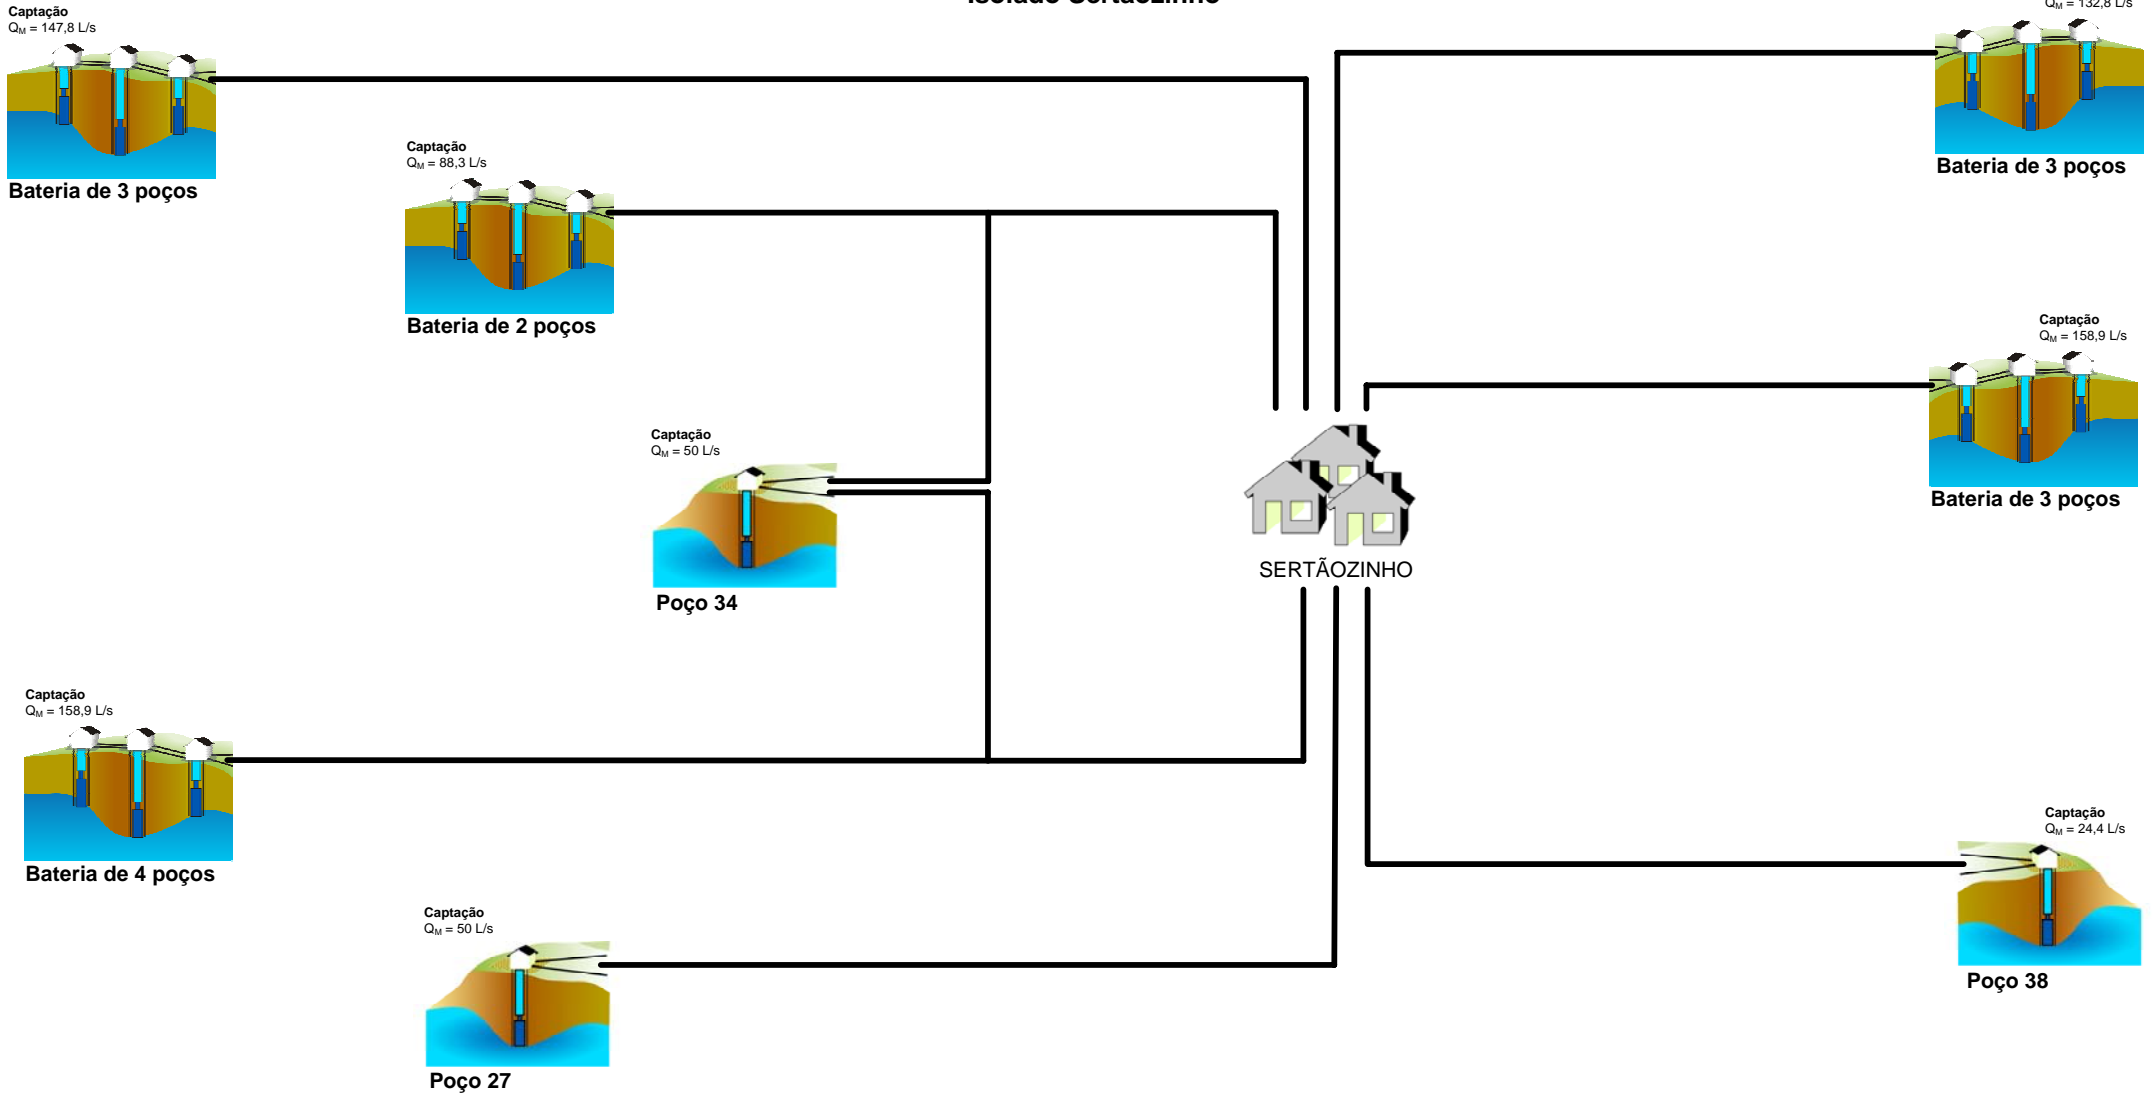 Isolado Sertãozinho
Captação
QM = 147,8 L/s
Bateria de 3 poços
QM = 132,8 L/s
Bateria de 3 poços
Captação
QM = 88,3 L/s
Bateria de 2 poços
Captação
QM = 158,9 L/s
Bateria de 3 poços
Captação
QM = 50 L/s
Poço 34
SERTÃOZINHO
Captação
QM = 158,9 L/s
Bateria de 4 poços
Captação
QM = 24,4 L/s
Poço 38
Captação
QM = 50 L/s
Poço 27